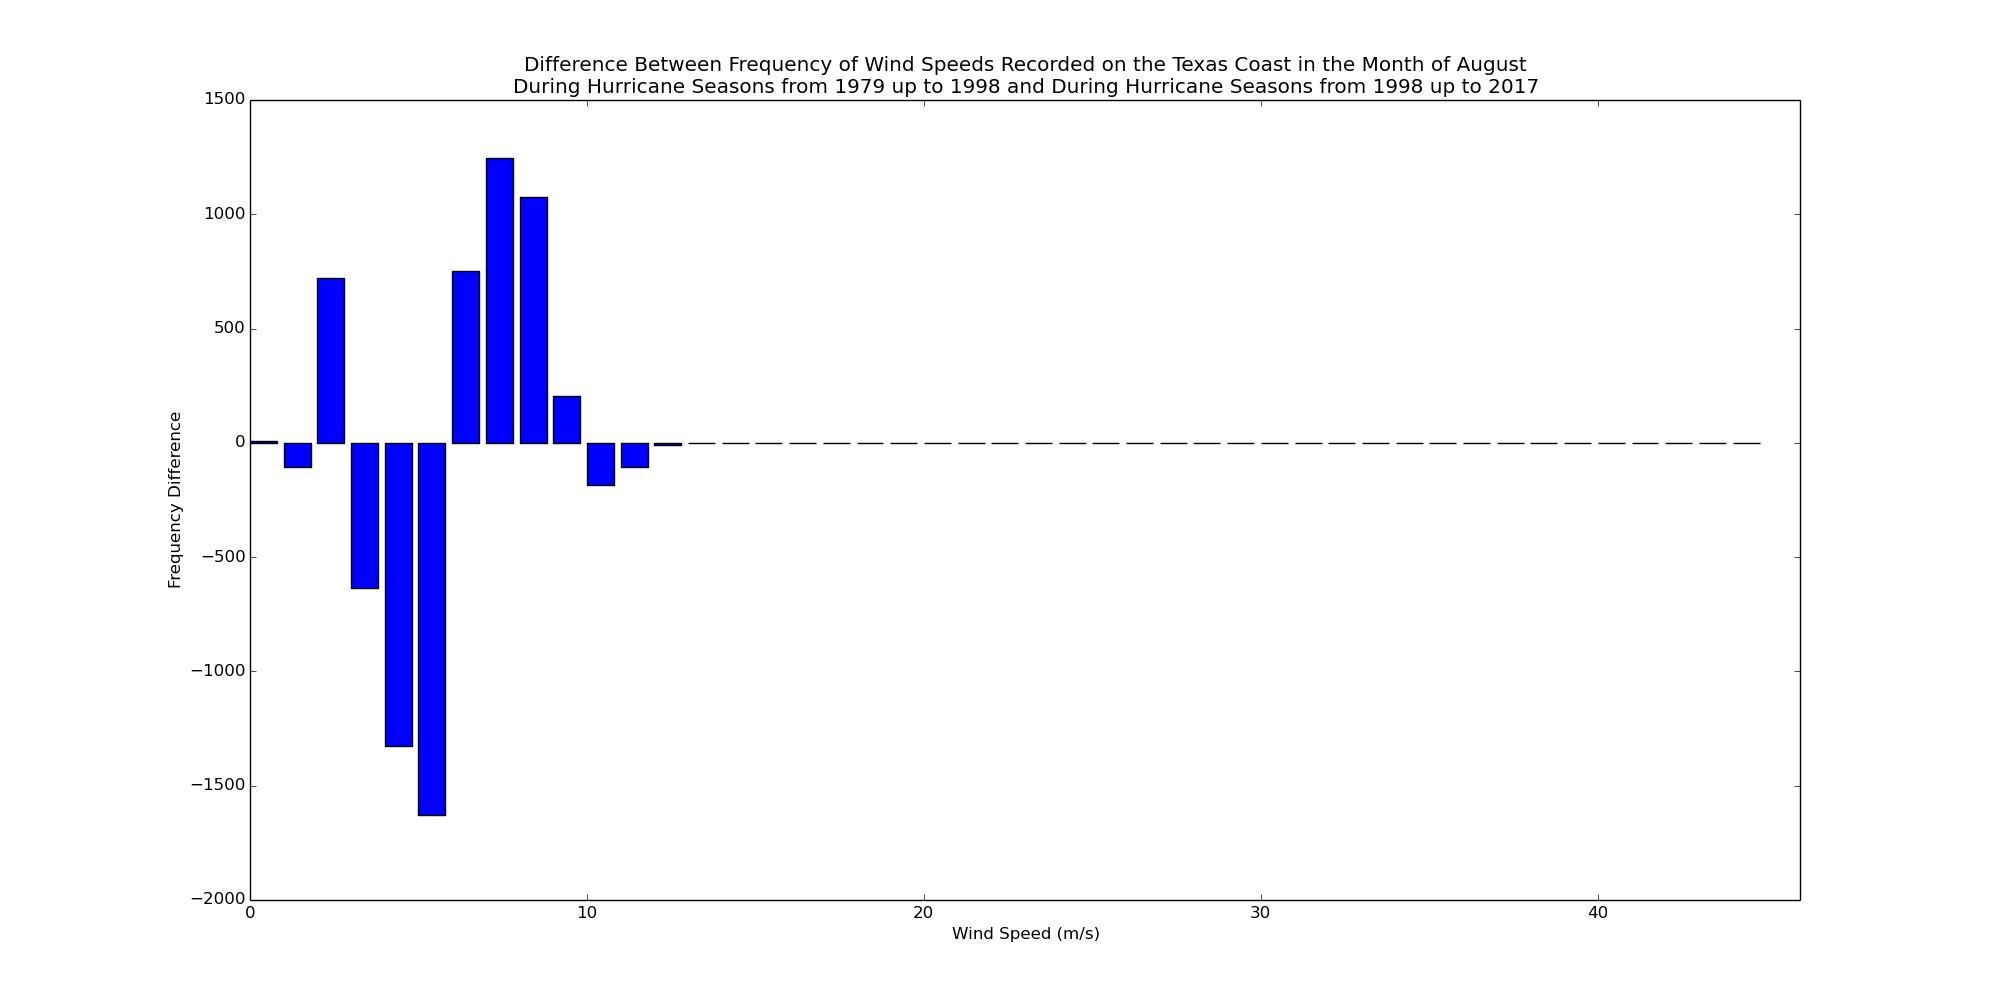 Difference Between Frequency of Wind Speeds Recorded on the Texas Coast in the Month of August
During Hurricane Seasons from 1979 up to 1998 and During Hurricane Seasons from 1998 up to 2017
1500
1000
500
0
−500
−1000
−1500
−2000
Frequency Difference
0 10 20 30 40
Wind Speed (m/s)